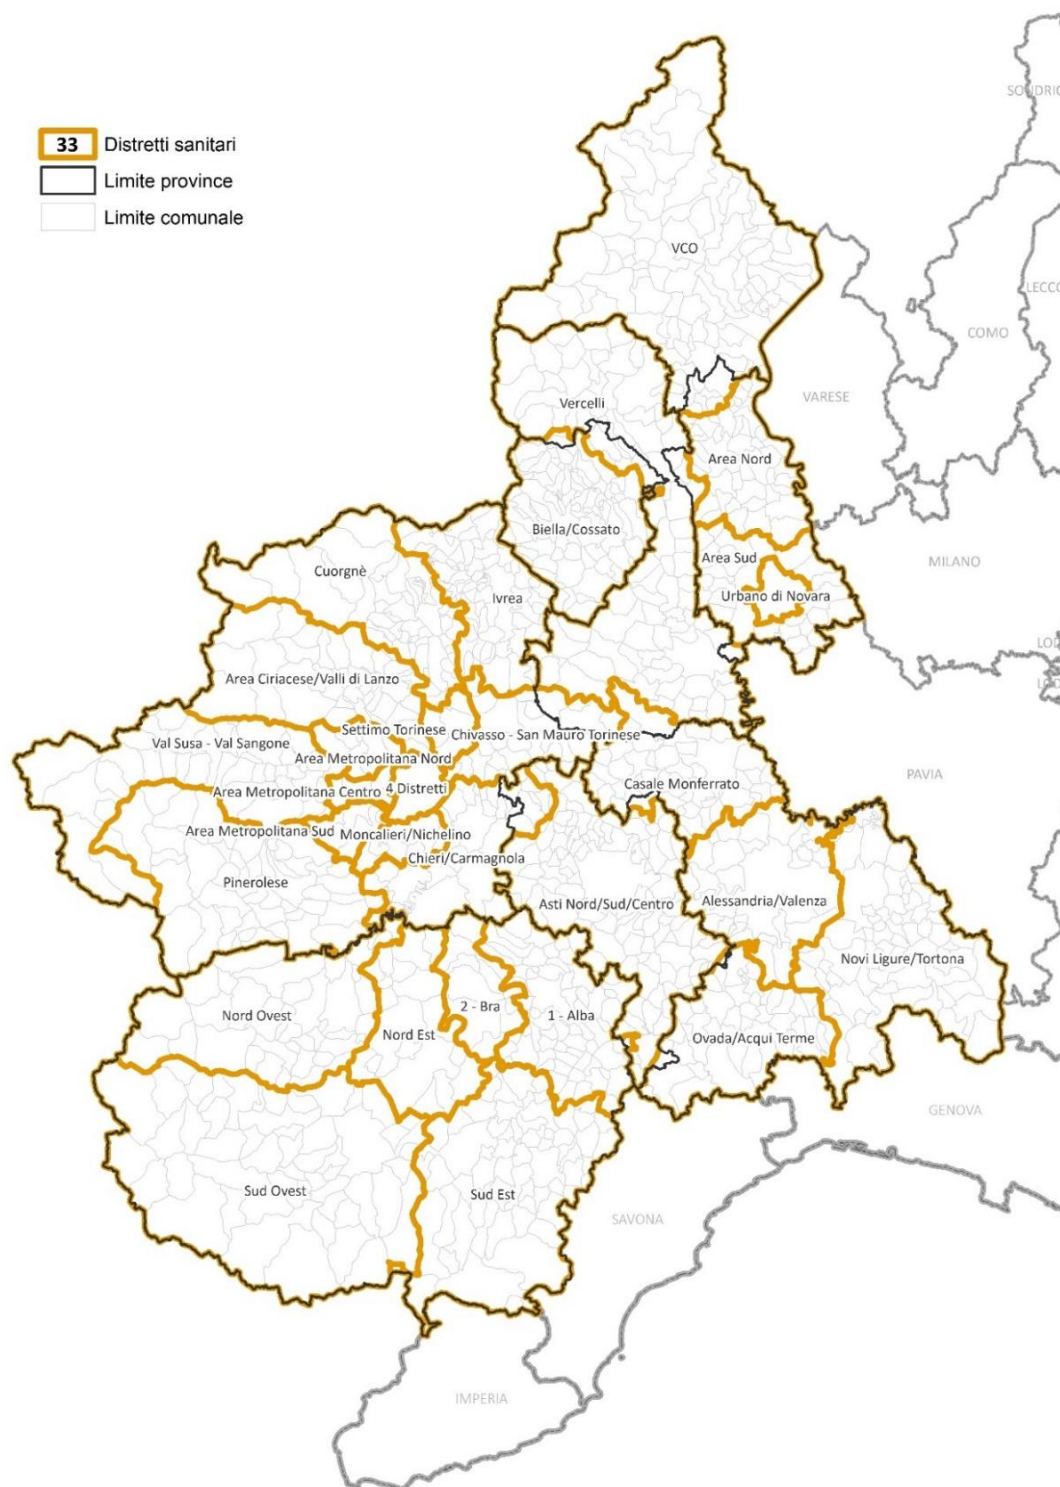 33 Distretti sanitari
Limite province
Limite comunale
SONDRIO
VCO
LECCO
COMO
VARESE
Vercelli
Area Nord
Biella/Cossato
Area Sud
MILANO
Cuorgnè
Ivrea
Urbano di Novara
Area Ciriacese/Valli di Lanzo
Settimo Torinese
Chivasso - San Mauro Torinese
Val Susa - Val Sangone
Area Metropolitana Nord
PAVIA
Casale Monferrato
Area Metropolitana Centro
4 Distretti
Area Metropolitana Sud
Moncalieri/Nichelino
Chieri/Carmagnola
Pinerolese
Asti Nord/Sud/Centro
Alessandria/Valenza
Novi Ligure/Tortona
Nord Ovest
2 - Bra
1 - Alba
Nord Est
Ovada/Acqui Terme
GENOVA
Sud Ovest
Sud Est
SAVONA
IMPERIA